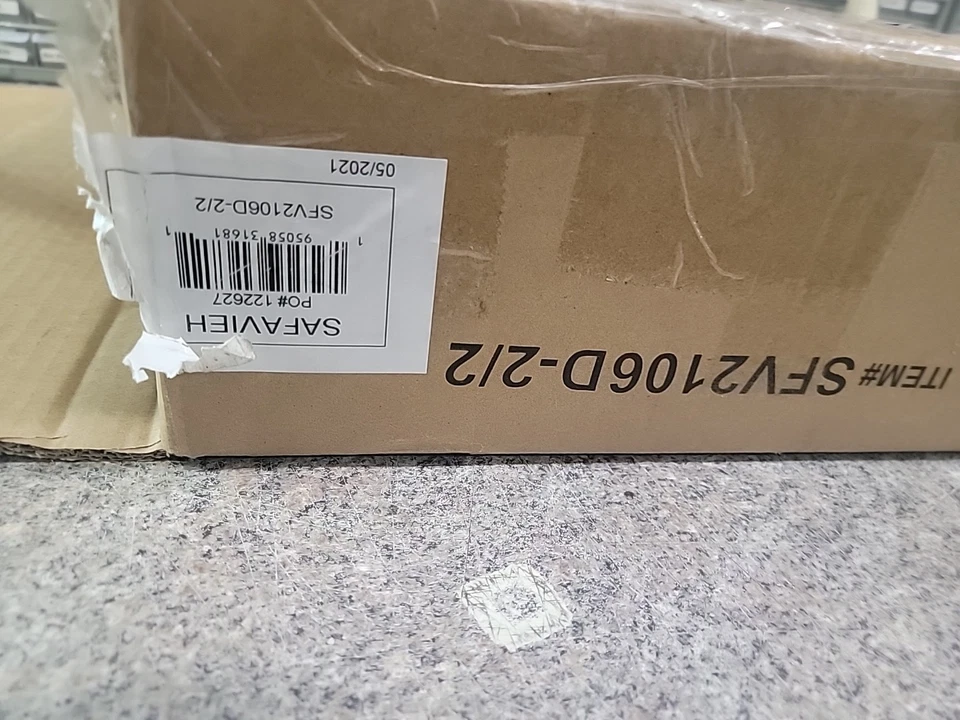 SAFAVIEH
PO# 122627
1 95058 31681 1
SFV2106D-2/2
05/2021
ITEM# SFV2106D-2/2